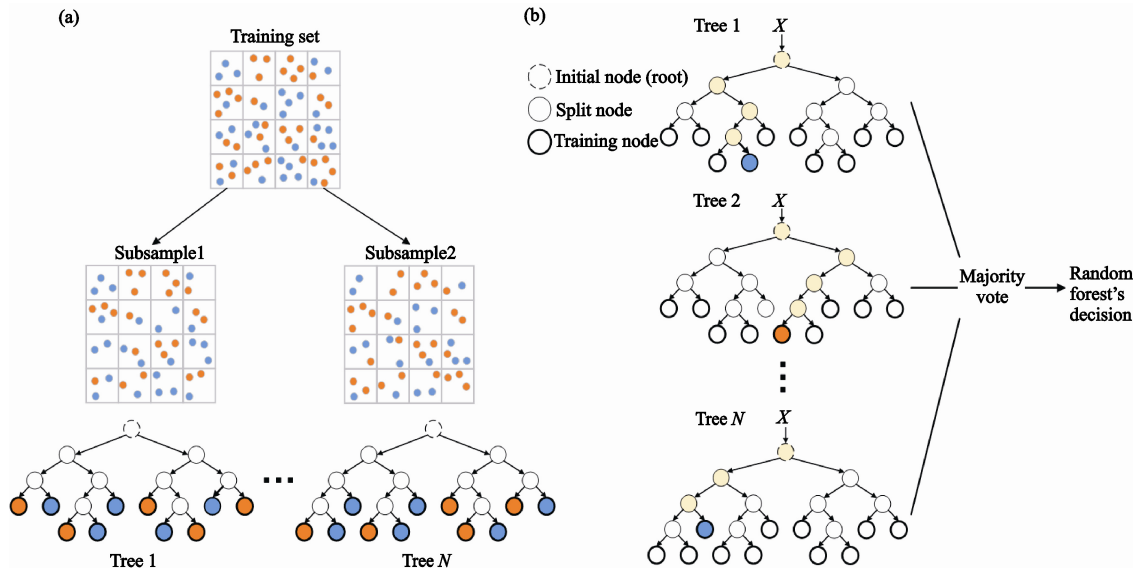 (a)
Training set
Subsample1
Subsample2
Tree 1
Tree N
(b)
Tree 1
X
Initial node (root)
Split node
Training node
Tree 2
X
Majority
vote
Random
forest's
decision
Tree N
X